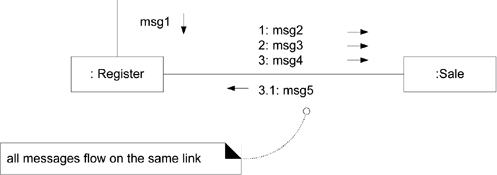 msg1
1: msg2
2: msg3
3: msg4
: Register
:Sale
3.1: msg5
all messages flow on the same link